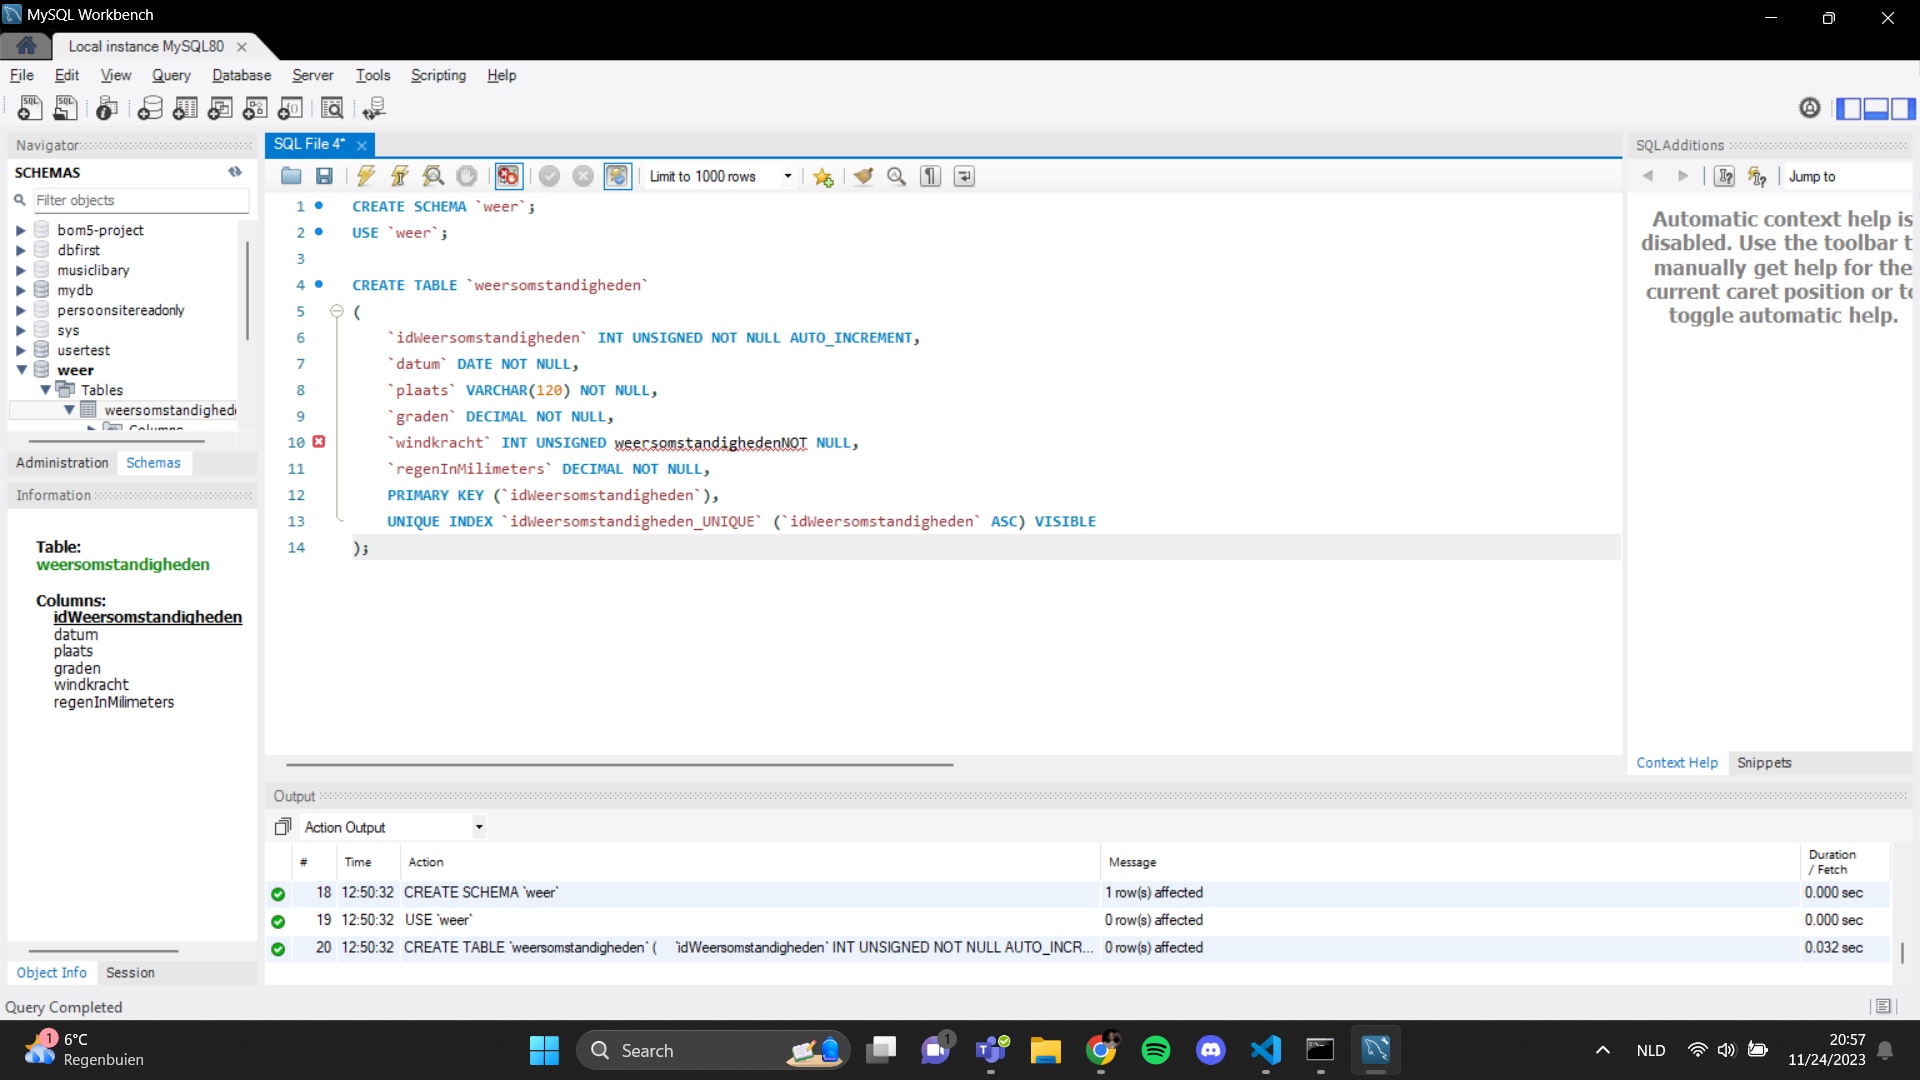 MySQL Workbench
Local instance MySQL80
File Edit View Query Database Server Tools Scripting Help
Navigator
SCHEMAS
Filter objects
bom5-project
dbfirst
musiclibary
mydb
persoonsitereadonly
sys
usertest
weer
Tables
weersomstandighed
Columns
Administration Schemas
Information
Table:
weersomstandigheden
Columns:
idWeersomstandigheden
datum
plaats
graden
windkracht
regenInMilimeters
Object Info Session
SQL File 4*
Limit to 1000 rows
1 CREATE SCHEMA `weer`;
2 USE `weer`;
3
4 CREATE TABLE `weersomstandigheden`
5 (
6 `idWeersomstandigheden` INT UNSIGNED NOT NULL AUTO_INCREMENT,
7 `datum` DATE NOT NULL,
8 `plaats` VARCHAR(120) NOT NULL,
9 `graden` DECIMAL NOT NULL,
10 `windkracht` INT UNSIGNED weersomstandighedenNOT NULL,
11 `regenInMilimeters` DECIMAL NOT NULL,
12 PRIMARY KEY (`idWeersomstandigheden`),
13 UNIQUE INDEX `idWeersomstandigheden_UNIQUE` (`idWeersomstandigheden` ASC) VISIBLE
14 );
SQLAdditions
Jump to
Automatic context help is
disabled. Use the toolbar t
manually get help for the
current caret position or to
toggle automatic help.
Context Help Snippets
Output
Action Output
# Time Action Message Duration / Fetch
18 12:50:32 CREATE SCHEMA `weer` 1 row(s) affected 0.000 sec
19 12:50:32 USE `weer` 0 row(s) affected 0.000 sec
20 12:50:32 CREATE TABLE `weersomstandigheden` ( `idWeersomstandigheden` INT UNSIGNED NOT NULL AUTO_INCR... 0 row(s) affected 0.032 sec
Query Completed
1
6°C
Regenbuien
Search
1
NLD
20:57
11/24/2023